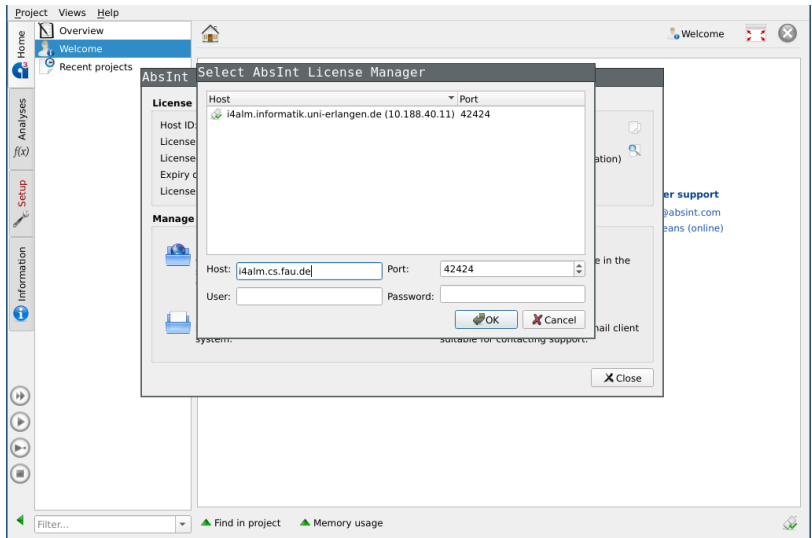 Project Views Help
Home
Analyses
f(x)
Setup
Information
Overview
Welcome
Recent projects
Welcome
AbsInt
Select AbsInt License Manager
Host Port
i4alm.informatik.uni-erlangen.de (10.188.40.11) 42424
License
Host ID:
License
License
ation)
Expiry
License
Manage
e in the
Host: i4alm.cs.fau.de Port: 42424
User: Password:
OK Cancel
nail client
system. suitable for contacting support.
Close
er support
@absint.com
eans (online)
Filter... Find in project Memory usage